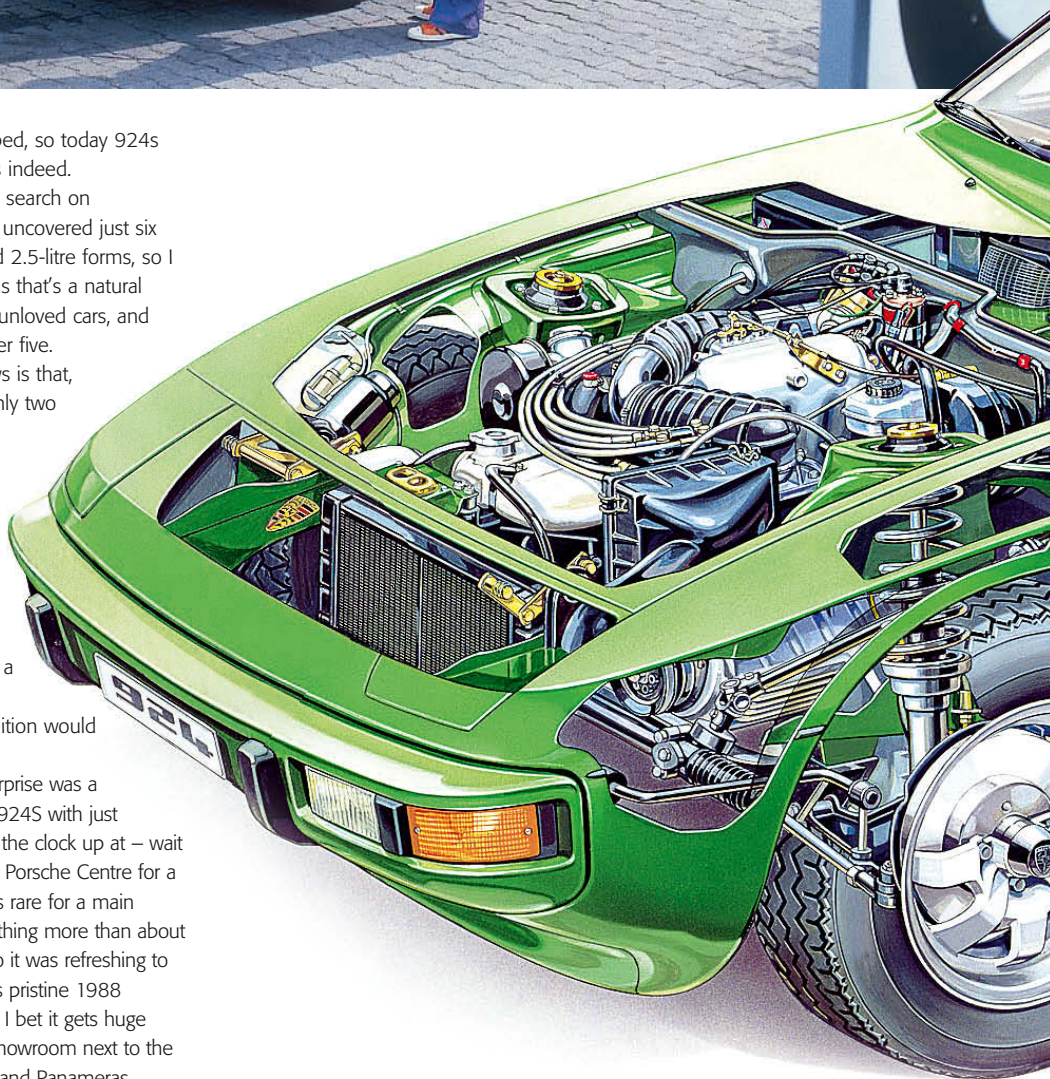 ped, so today 924s
s indeed.
search on
uncovered just six
d 2.5-litre forms, so I
s that's a natural
unloved cars, and
er five.
vs is that,
nly two
a
ition would
rprise was a
924S with just
the clock up at – wait
Porsche Centre for a
s rare for a main
thing more than about
o it was refreshing to
s pristine 1988
I bet it gets huge
howroom next to the
and Panameras
924